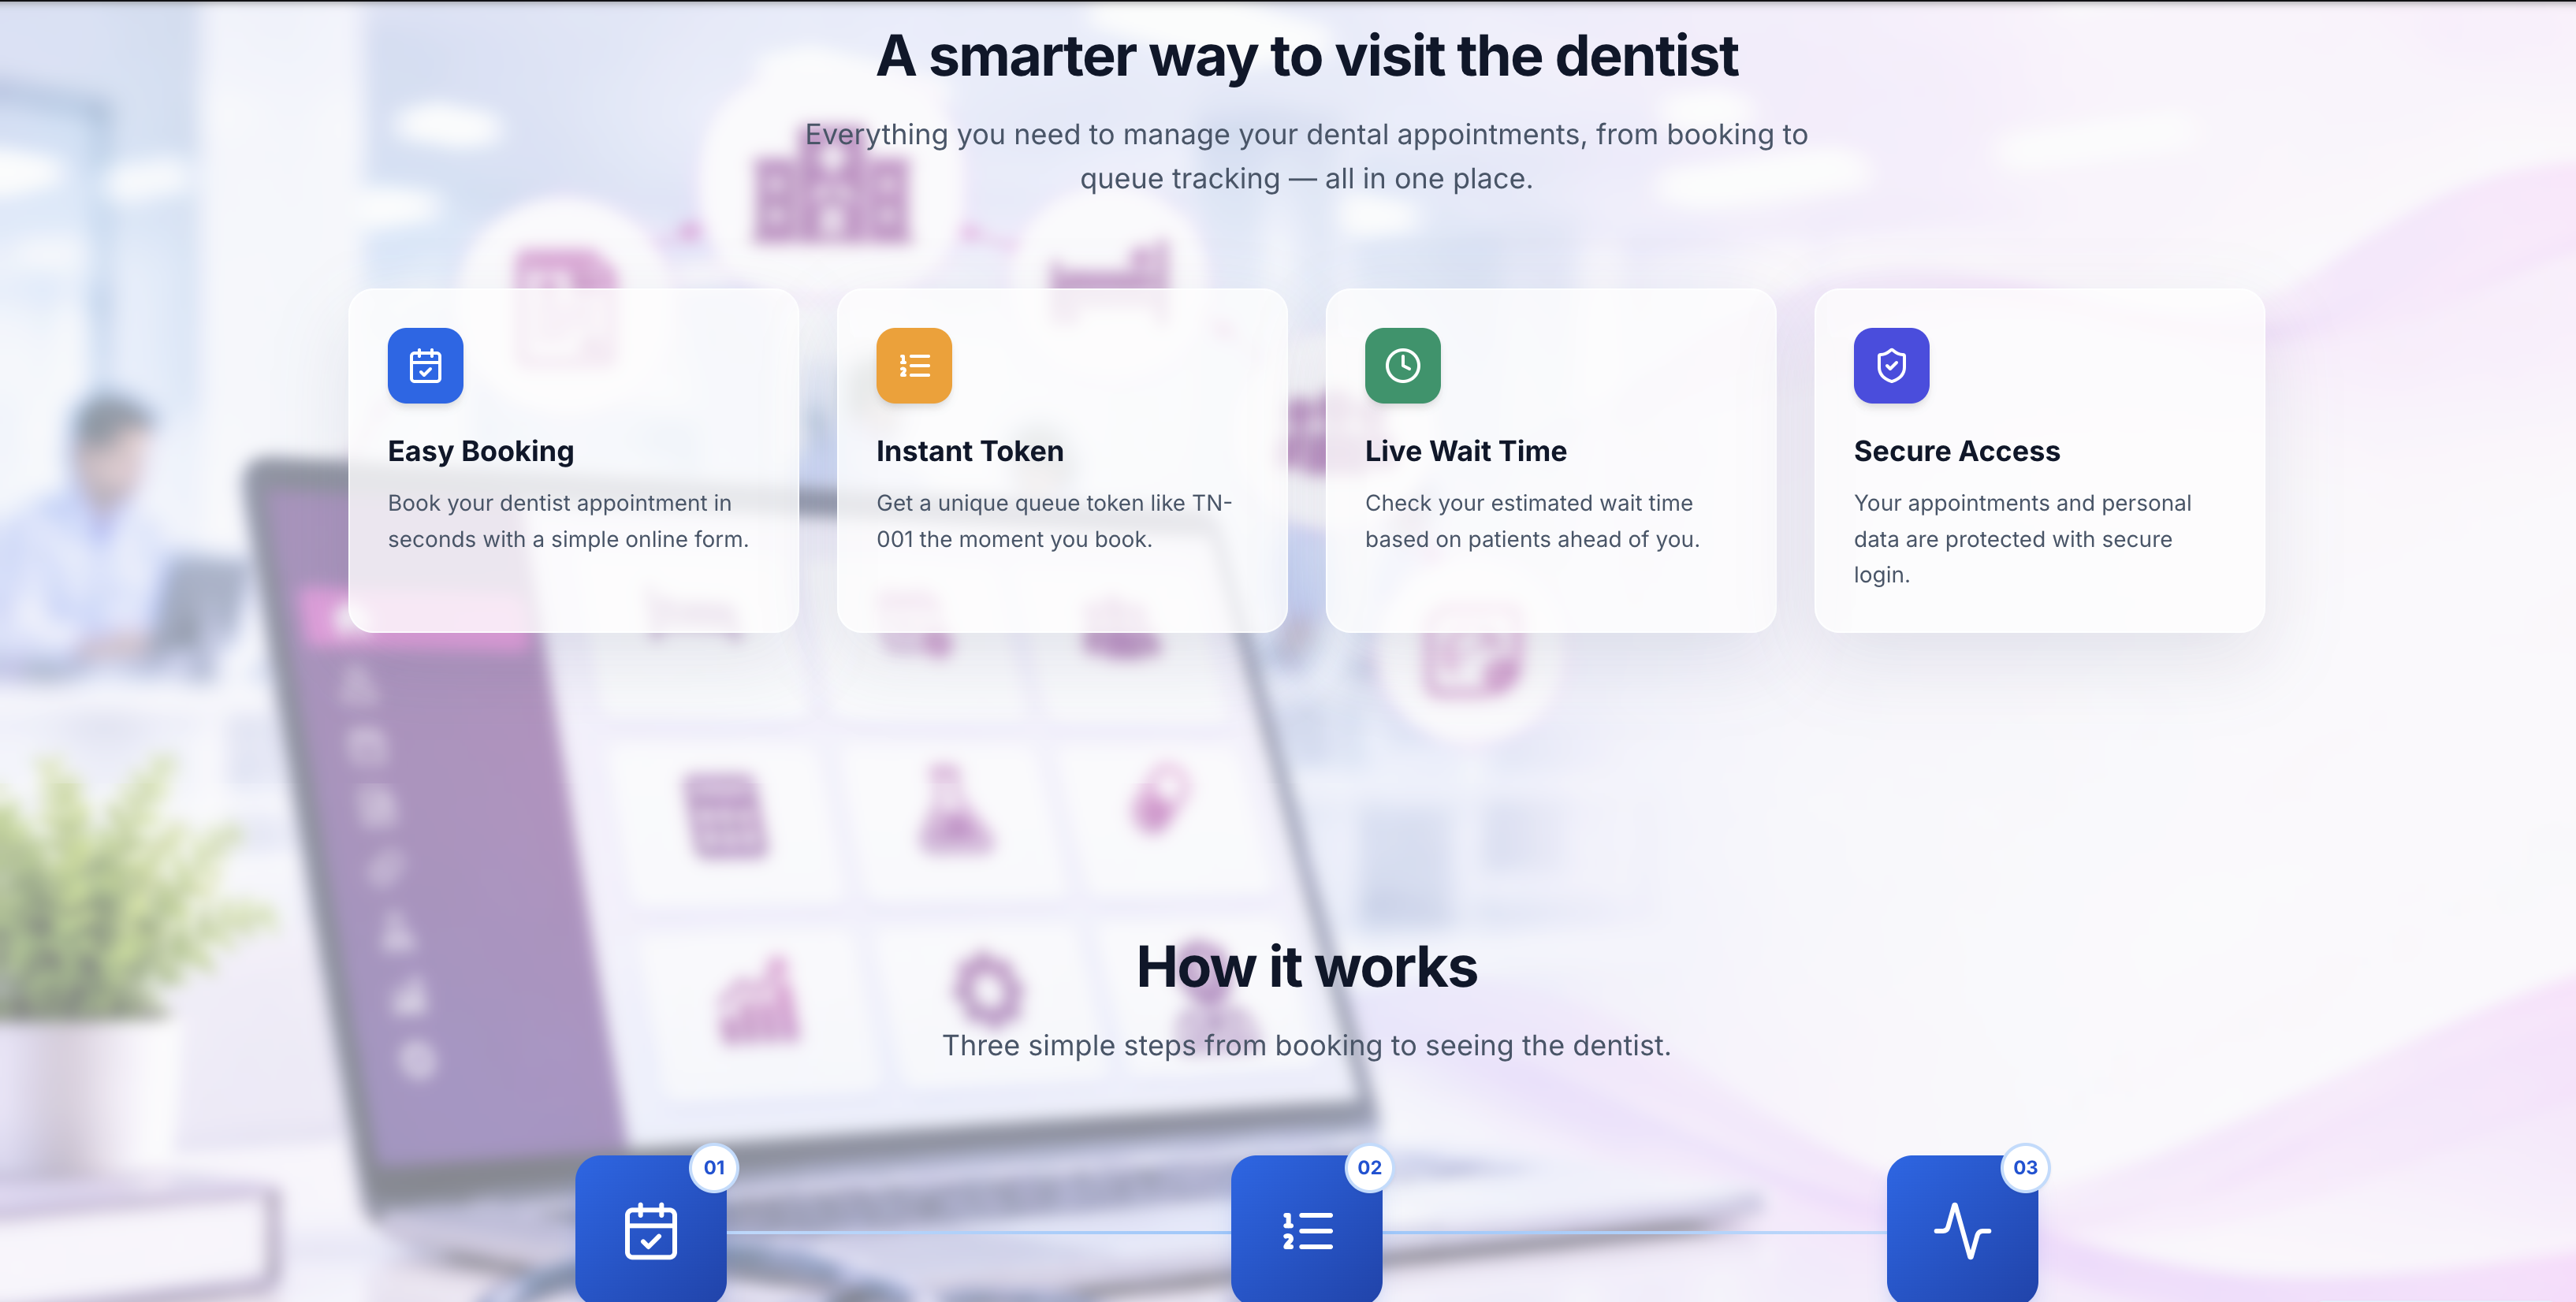 A smarter way to visit the dentist
Everything you need to manage your dental appointments, from booking to
queue tracking — all in one place.
Easy Booking
Book your dentist appointment in
seconds with a simple online form.
Instant Token
Get a unique queue token like TN-
001 the moment you book.
Live Wait Time
Check your estimated wait time
based on patients ahead of you.
Secure Access
Your appointments and personal
data are protected with secure
login.
How it works
Three simple steps from booking to seeing the dentist.
01
02
03